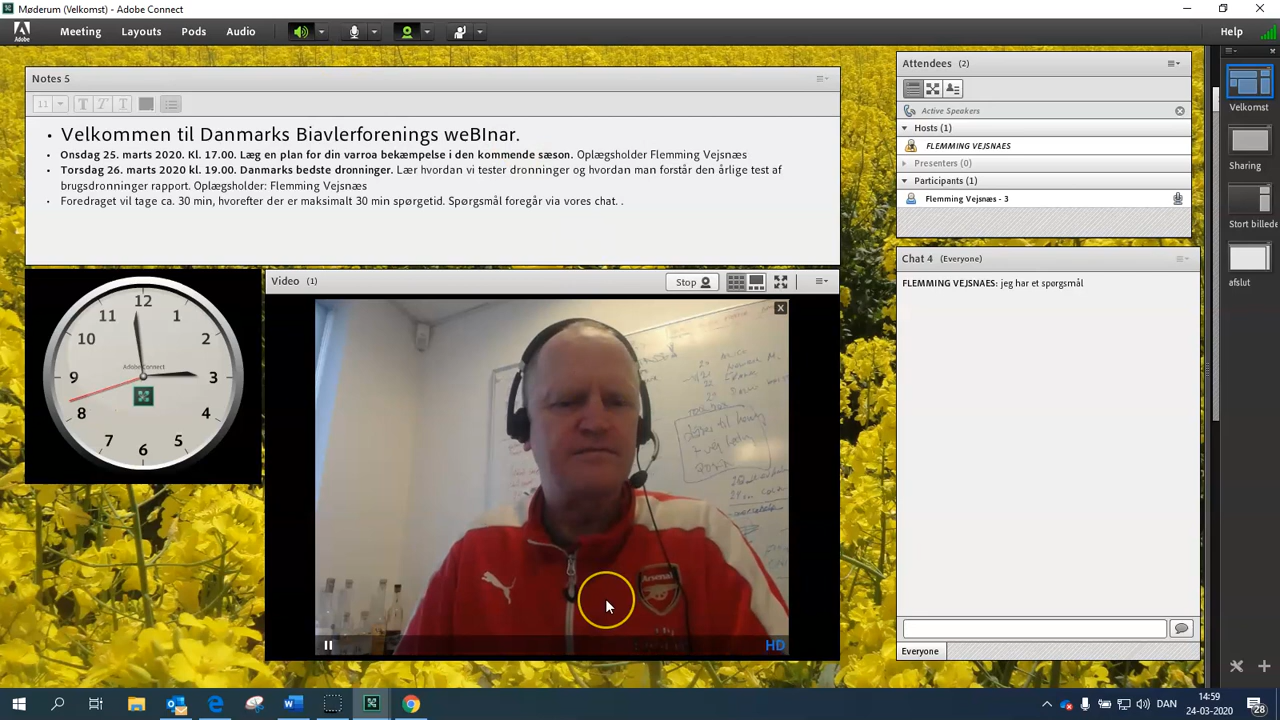 Møderum (Velkomst) - Adobe Connect
Adobe
Meeting
Layouts
Pods
Audio
Help
Notes 5
11
T T T
• Velkommen til Danmarks Biavlerforenings weBInar.
• Onsdag 25. marts 2020. Kl. 17.00. Læg en plan for din varroa bekæmpelse i den kommende sæson. Oplægsholder Flemming Vejsnæs
• Torsdag 26. marts 2020 kl. 19.00. Danmarks bedste dronninger. Lær hvordan vi tester dronninger og hvordan man forstår den årlige test af
brugsdronninger rapport. Oplægsholder: Flemming Vejsnæs
• Foredraget vil tage ca. 30 min, hvorefter der er maksimalt 30 min spørgetid. Spørgsmål foregår via vores chat. .
12
11 1
10 2
Adobe Connect
9 3
8 4
7 5
6
Video (1)
Stop
Arsenal
HD
Attendees (2)
Active Speakers
Hosts (1)
FLEMMING VEJSNAES
Presenters (0)
Participants (1)
Flemming Vejsnæs - 3
Chat 4 (Everyone)
FLEMMING VEJSNAES: jeg har et spørgsmål
Everyone
Velkomst
Sharing
Stort billede
afslut
DAN
14:59
24-03-2020
28